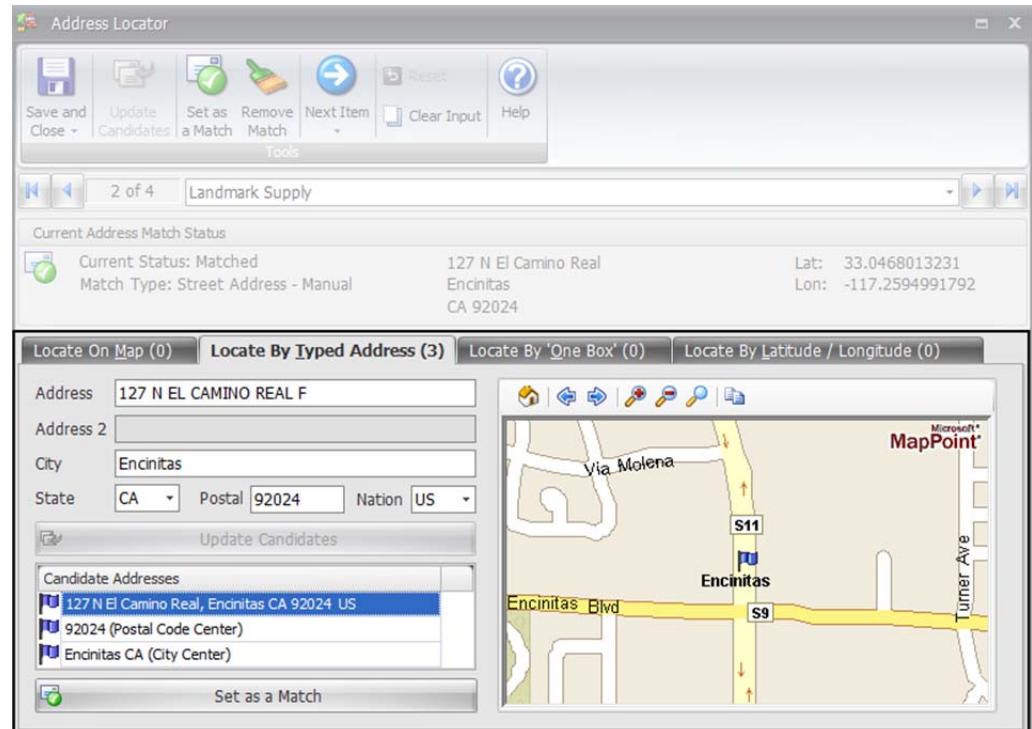 Address Locator
Save and Close
Update Candidates
Set as a Match
Remove Match
Next Item
Reset
Clear Input
Help
Tools
2 of 4
Landmark Supply
Current Address Match Status
Current Status: Matched
Match Type: Street Address - Manual
127 N El Camino Real
Encinitas
CA 92024
Lat: 33.0468013231
Lon: -117.2594991792
Locate On Map (0)
Locate By Typed Address (3)
Locate By 'One Box' (0)
Locate By Latitude / Longitude (0)
Address 127 N EL CAMINO REAL F
Address 2
City Encinitas
State CA Postal 92024 Nation US
Update Candidates
Candidate Addresses
127 N El Camino Real, Encinitas CA 92024 US
92024 (Postal Code Center)
Encinitas CA (City Center)
Set as a Match
Microsoft®
MapPoint®
Via Molena
S11
Encinitas
Encinitas Blvd
S9
Turner Ave